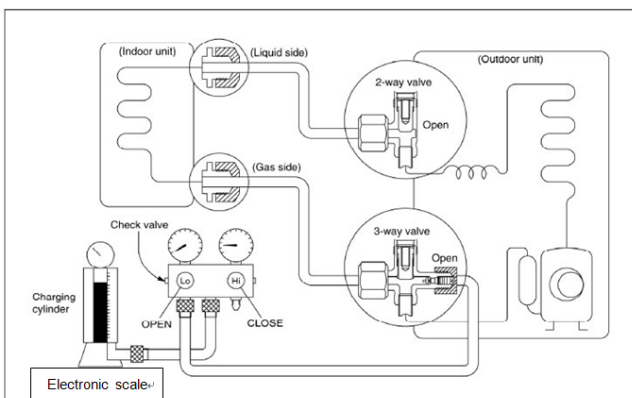 (Indoor unit)
(Liquid side)
2-way valve
(Outdoor unit)
Open
(Gas side)
3-way valve
Open
Check valve
Lo
Hi
Charging
cylinder
OPEN
CLOSE
Electronic scale